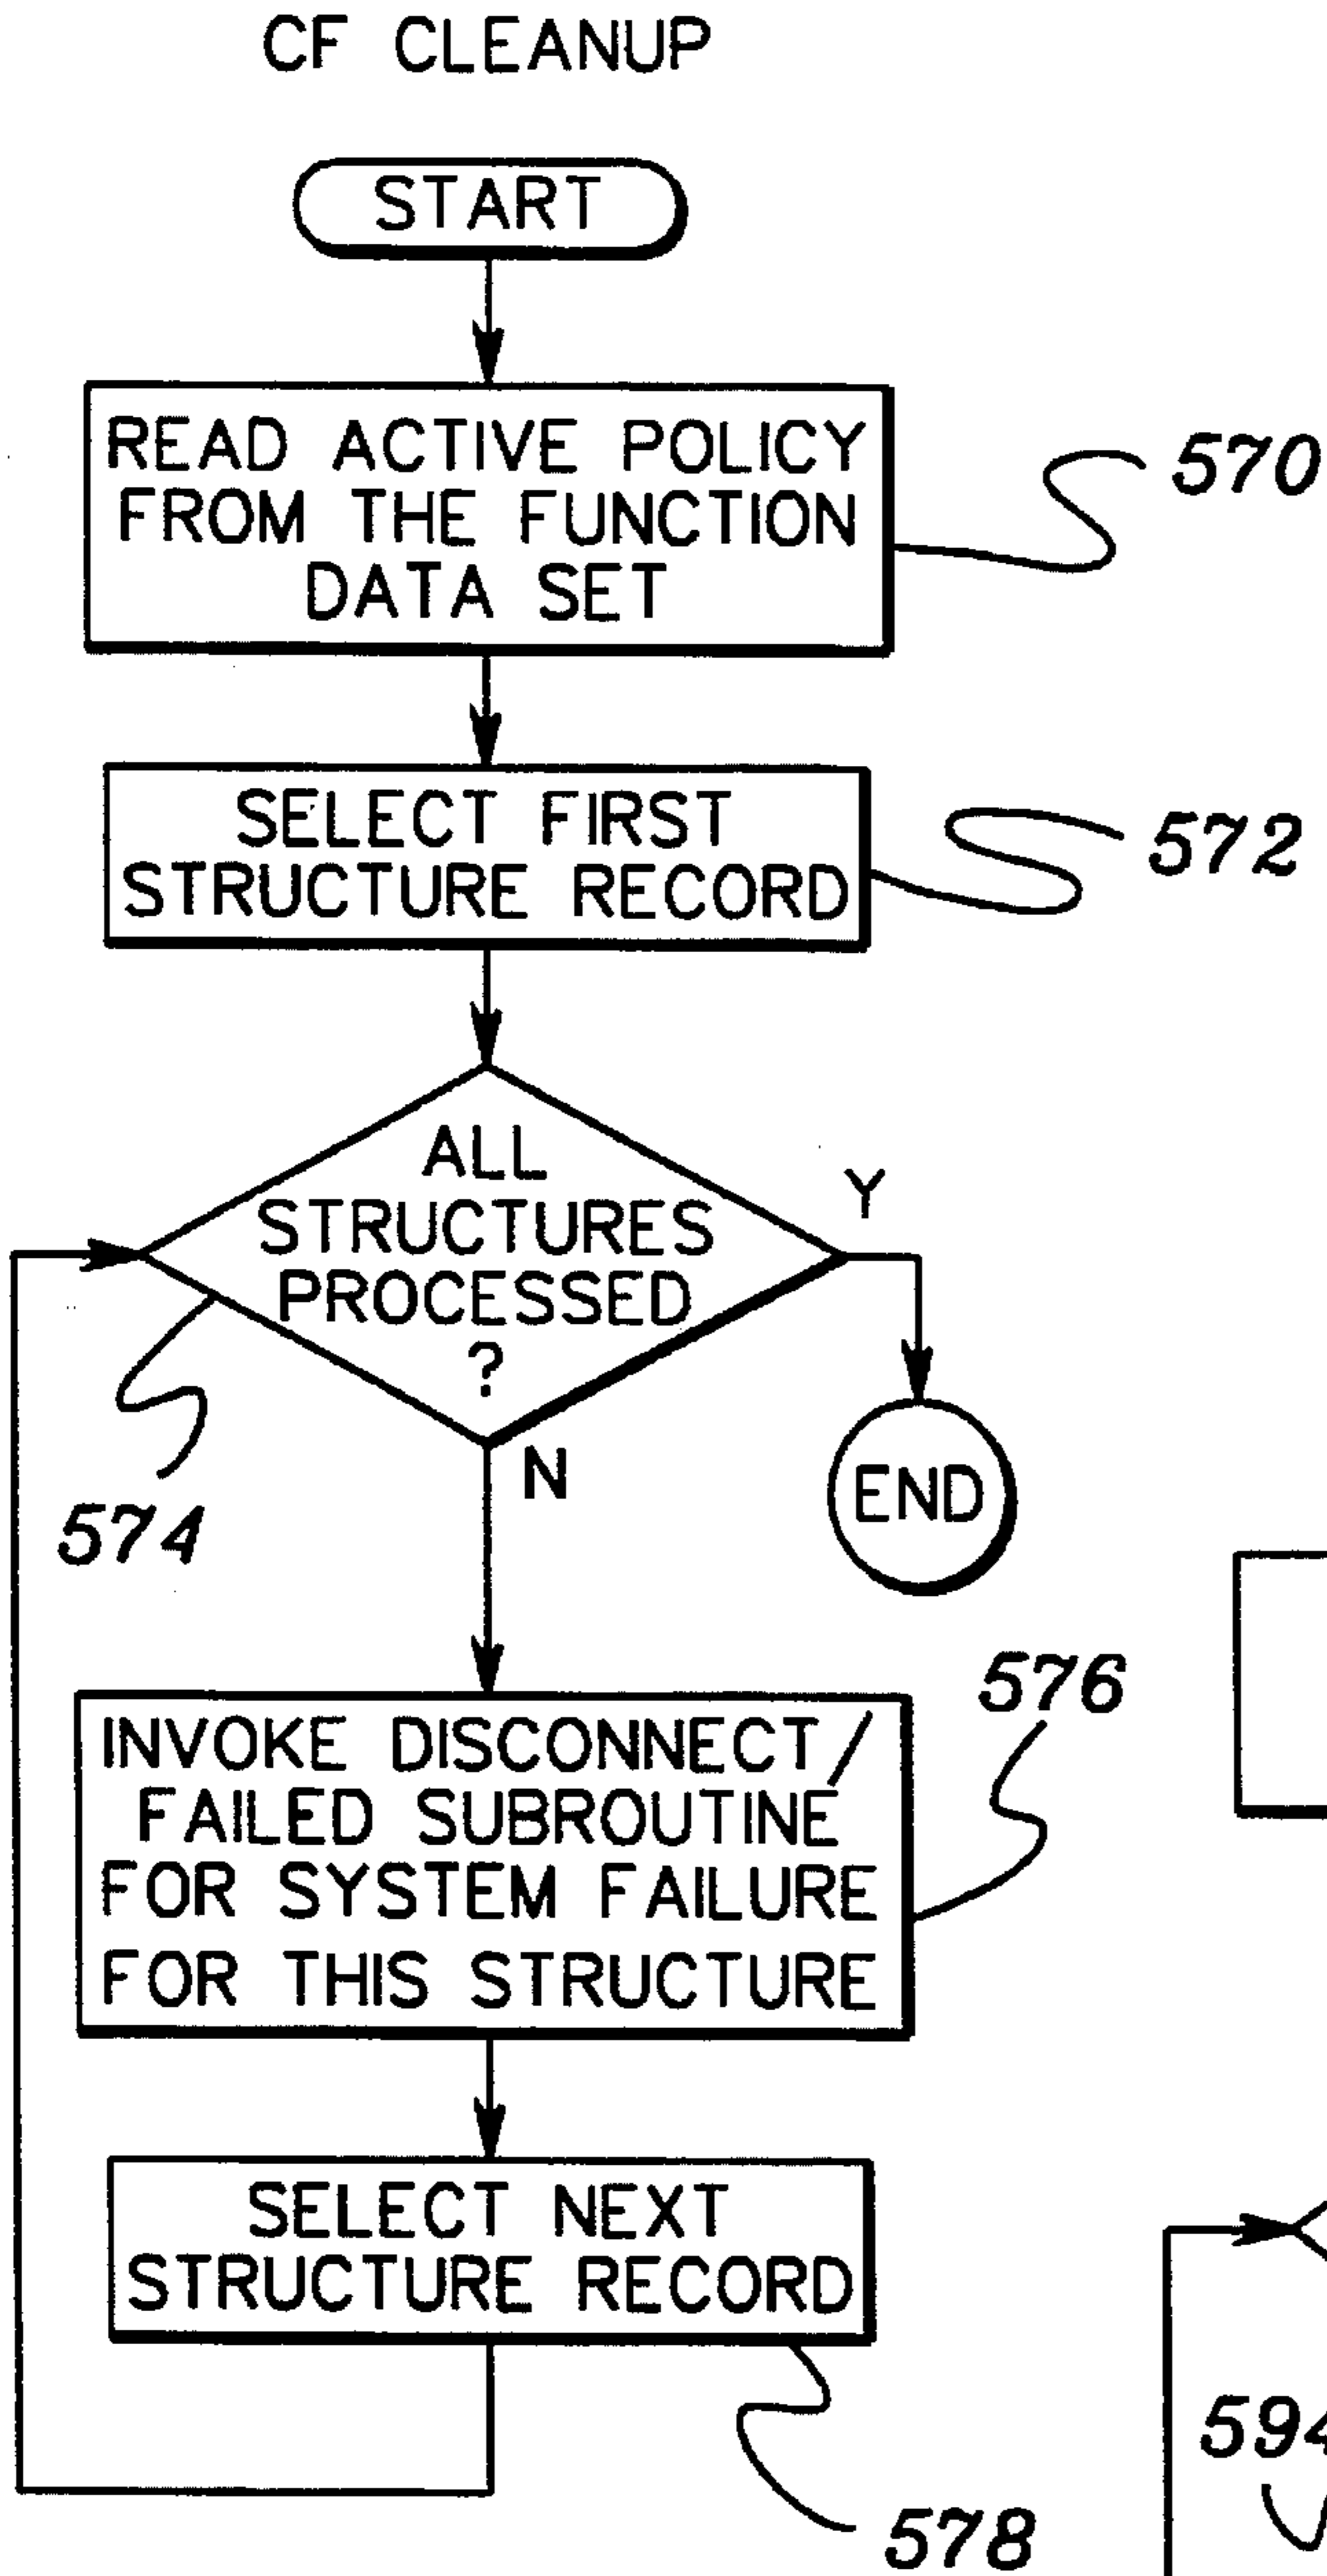 CF CLEANUP
START
READ ACTIVE POLICY
FROM THE FUNCTION
DATA SET
570
SELECT FIRST
STRUCTURE RECORD
572
ALL
STRUCTURES
PROCESSED
?
Y
N
574
END
INVOKE DISCONNECT/
FAILED SUBROUTINE
FOR SYSTEM FAILURE
FOR THIS STRUCTURE
576
SELECT NEXT
STRUCTURE RECORD
578
594